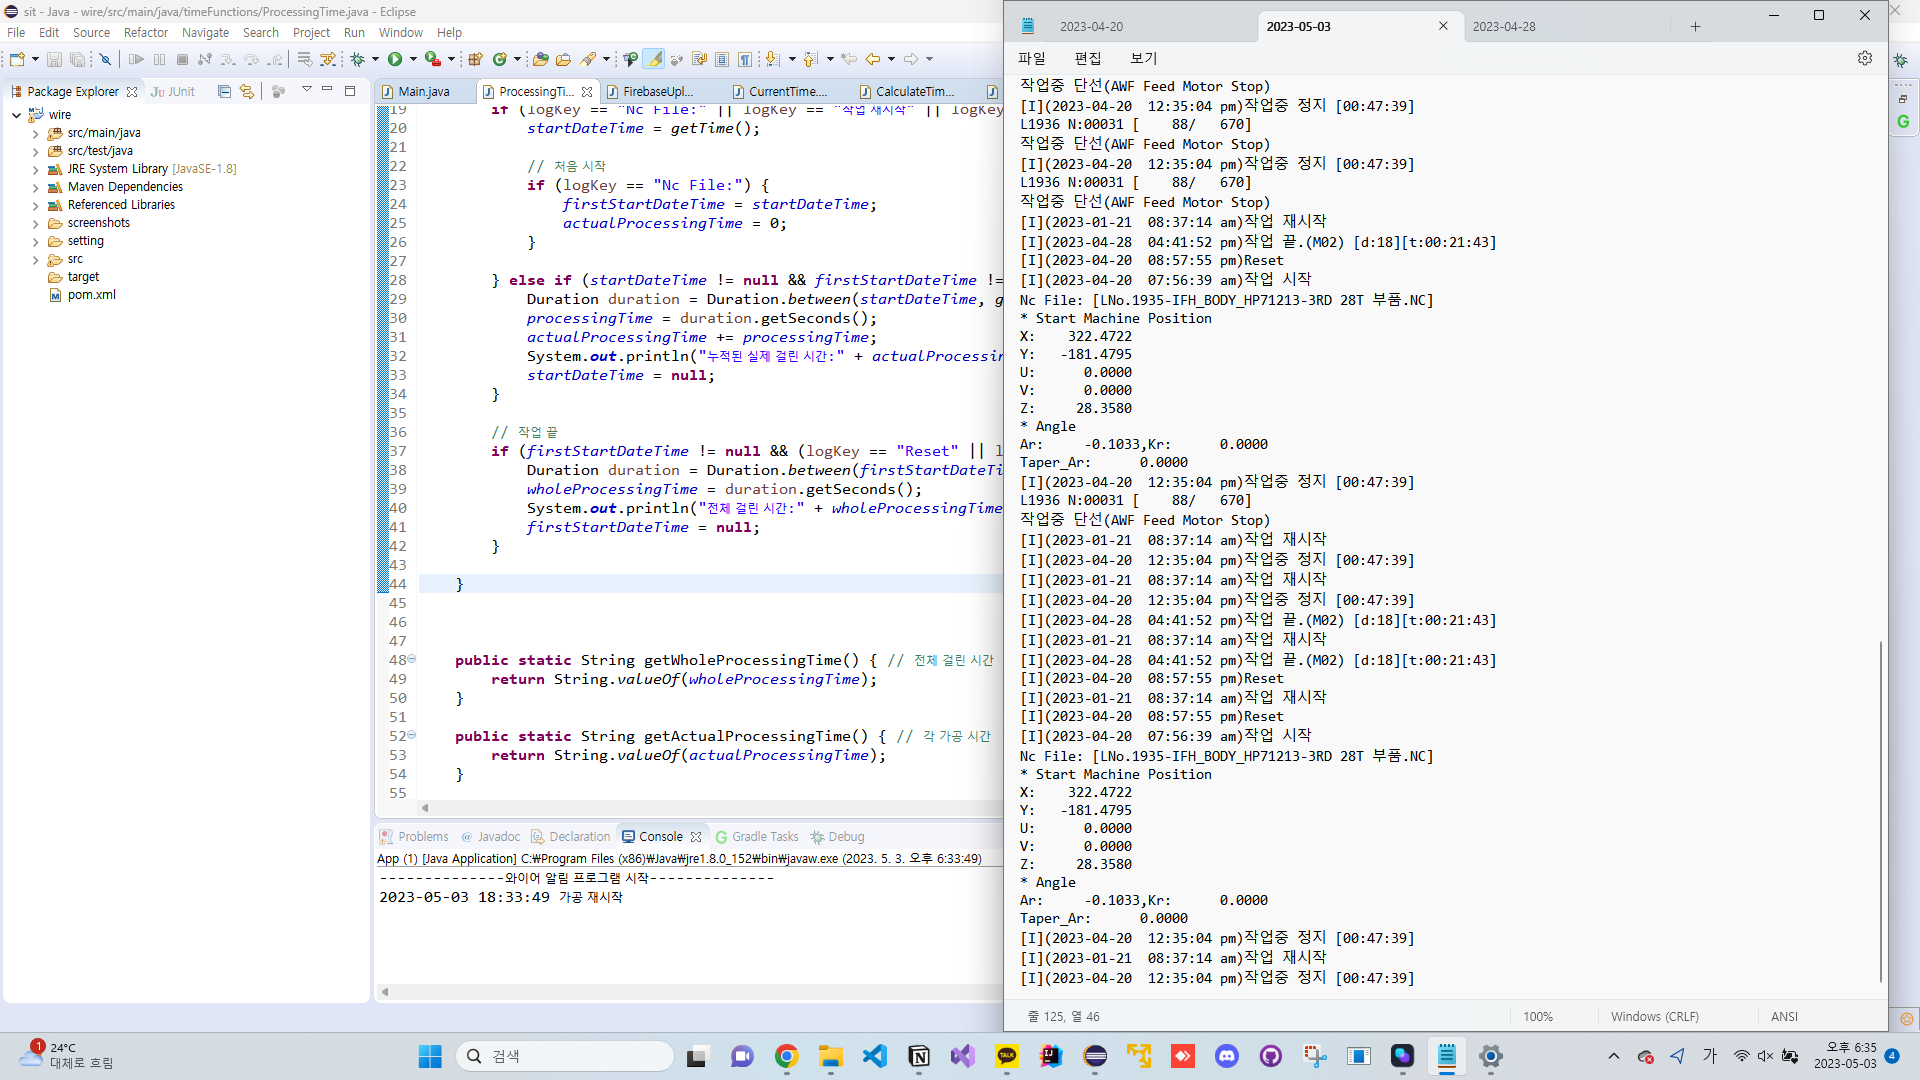 sit - Java - wire/src/main/java/timeFunctions/ProcessingTime.java - Eclipse
File Edit Source Refactor Navigate Search Project Run Window Help
Package Explorer
JUnit
wire
src/main/java
src/test/java
JRE System Library [JavaSE-1.8]
Maven Dependencies
Referenced Libraries
screenshots
setting
src
target
pom.xml
Main.java
ProcessingTi...
FirebaseUpl...
CurrentTime....
CalculateTim...
19 if (logKey == "Nc File:" || logKey == "작업 재시작" || logKey
20 startDateTime = getTime();
21
22 // 처음 시작
23 if (logKey == "Nc File:") {
24 firstStartDateTime = startDateTime;
25 actualProcessingTime = 0;
26 }
27
28 } else if (startDateTime != null && firstStartDateTime !=
29 Duration duration = Duration.between(startDateTime, g
30 processingTime = duration.getSeconds();
31 actualProcessingTime += processingTime;
32 System.out.println("누적된 실제 걸린 시간:" + actualProcessin
33 startDateTime = null;
34 }
35
36 // 작업 끝
37 if (firstStartDateTime != null && (logKey == "Reset" || l
38 Duration duration = Duration.between(firstStartDateTi
39 wholeProcessingTime = duration.getSeconds();
40 System.out.println("전체 걸린 시간:" + wholeProcessingTime
41 firstStartDateTime = null;
42 }
43
44 }
45
46
47
48 public static String getWholeProcessingTime() { // 전체 걸린 시간
49 return String.valueOf(wholeProcessingTime);
50 }
51
52 public static String getActualProcessingTime() { // 각 가공 시간
53 return String.valueOf(actualProcessingTime);
54 }
55
Problems
@ Javadoc
Declaration
Console
Gradle Tasks
Debug
App (1) [Java Application] C:₩Program Files (x86)₩Java₩jre1.8.0_152₩bin₩javaw.exe (2023. 5. 3. 오후 6:33:49)
--------------와이어 알림 프로그램 시작--------------
2023-05-03 18:33:49 가공 재시작
2023-04-20
2023-05-03
2023-04-28
파일 편집 보기
작업중 단선(AWF Feed Motor Stop)
[I](2023-04-20 12:35:04 pm)작업중 정지 [00:47:39]
L1936 N:00031 [ 88/ 670]
작업중 단선(AWF Feed Motor Stop)
[I](2023-04-20 12:35:04 pm)작업중 정지 [00:47:39]
L1936 N:00031 [ 88/ 670]
작업중 단선(AWF Feed Motor Stop)
[I](2023-01-21 08:37:14 am)작업 재시작
[I](2023-04-28 04:41:52 pm)작업 끝.(M02) [d:18][t:00:21:43]
[I](2023-04-20 08:57:55 pm)Reset
[I](2023-04-20 07:56:39 am)작업 시작
Nc File: [LNo.1935-IFH_BODY_HP71213-3RD 28T 부품.NC]
* Start Machine Position
X: 322.4722
Y: -181.4795
U: 0.0000
V: 0.0000
Z: 28.3580
* Angle
Ar: -0.1033,Kr: 0.0000
Taper_Ar: 0.0000
[I](2023-04-20 12:35:04 pm)작업중 정지 [00:47:39]
L1936 N:00031 [ 88/ 670]
작업중 단선(AWF Feed Motor Stop)
[I](2023-01-21 08:37:14 am)작업 재시작
[I](2023-04-20 12:35:04 pm)작업중 정지 [00:47:39]
[I](2023-01-21 08:37:14 am)작업 재시작
[I](2023-04-20 12:35:04 pm)작업중 정지 [00:47:39]
[I](2023-04-28 04:41:52 pm)작업 끝.(M02) [d:18][t:00:21:43]
[I](2023-01-21 08:37:14 am)작업 재시작
[I](2023-04-28 04:41:52 pm)작업 끝.(M02) [d:18][t:00:21:43]
[I](2023-04-20 08:57:55 pm)Reset
[I](2023-01-21 08:37:14 am)작업 재시작
[I](2023-04-20 08:57:55 pm)Reset
[I](2023-04-20 07:56:39 am)작업 시작
Nc File: [LNo.1935-IFH_BODY_HP71213-3RD 28T 부품.NC]
* Start Machine Position
X: 322.4722
Y: -181.4795
U: 0.0000
V: 0.0000
Z: 28.3580
* Angle
Ar: -0.1033,Kr: 0.0000
Taper_Ar: 0.0000
[I](2023-04-20 12:35:04 pm)작업중 정지 [00:47:39]
[I](2023-01-21 08:37:14 am)작업 재시작
[I](2023-04-20 12:35:04 pm)작업중 정지 [00:47:39]
줄 125, 열 46
100%
Windows (CRLF)
ANSI
1
24°C
대체로 흐림
검색
TALK
IJ
가
오후 6:35
2023-05-03
4